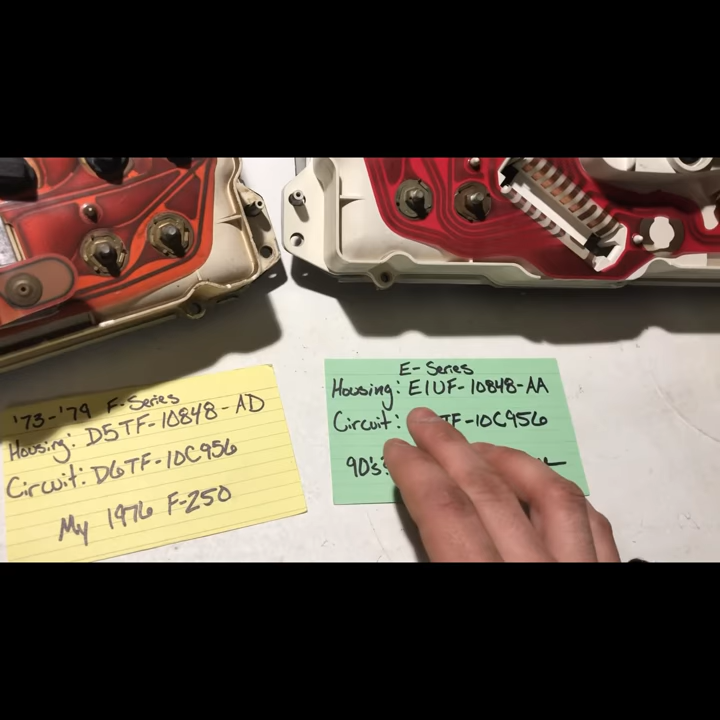 '73-'79 F-Series
Housing: D5TF-10848-AD
Circuit: D6TF-10C956
My 1976 F-250
E-Series
Housing: E1UF-10848-AA
Circuit: TF-10C956
90's?